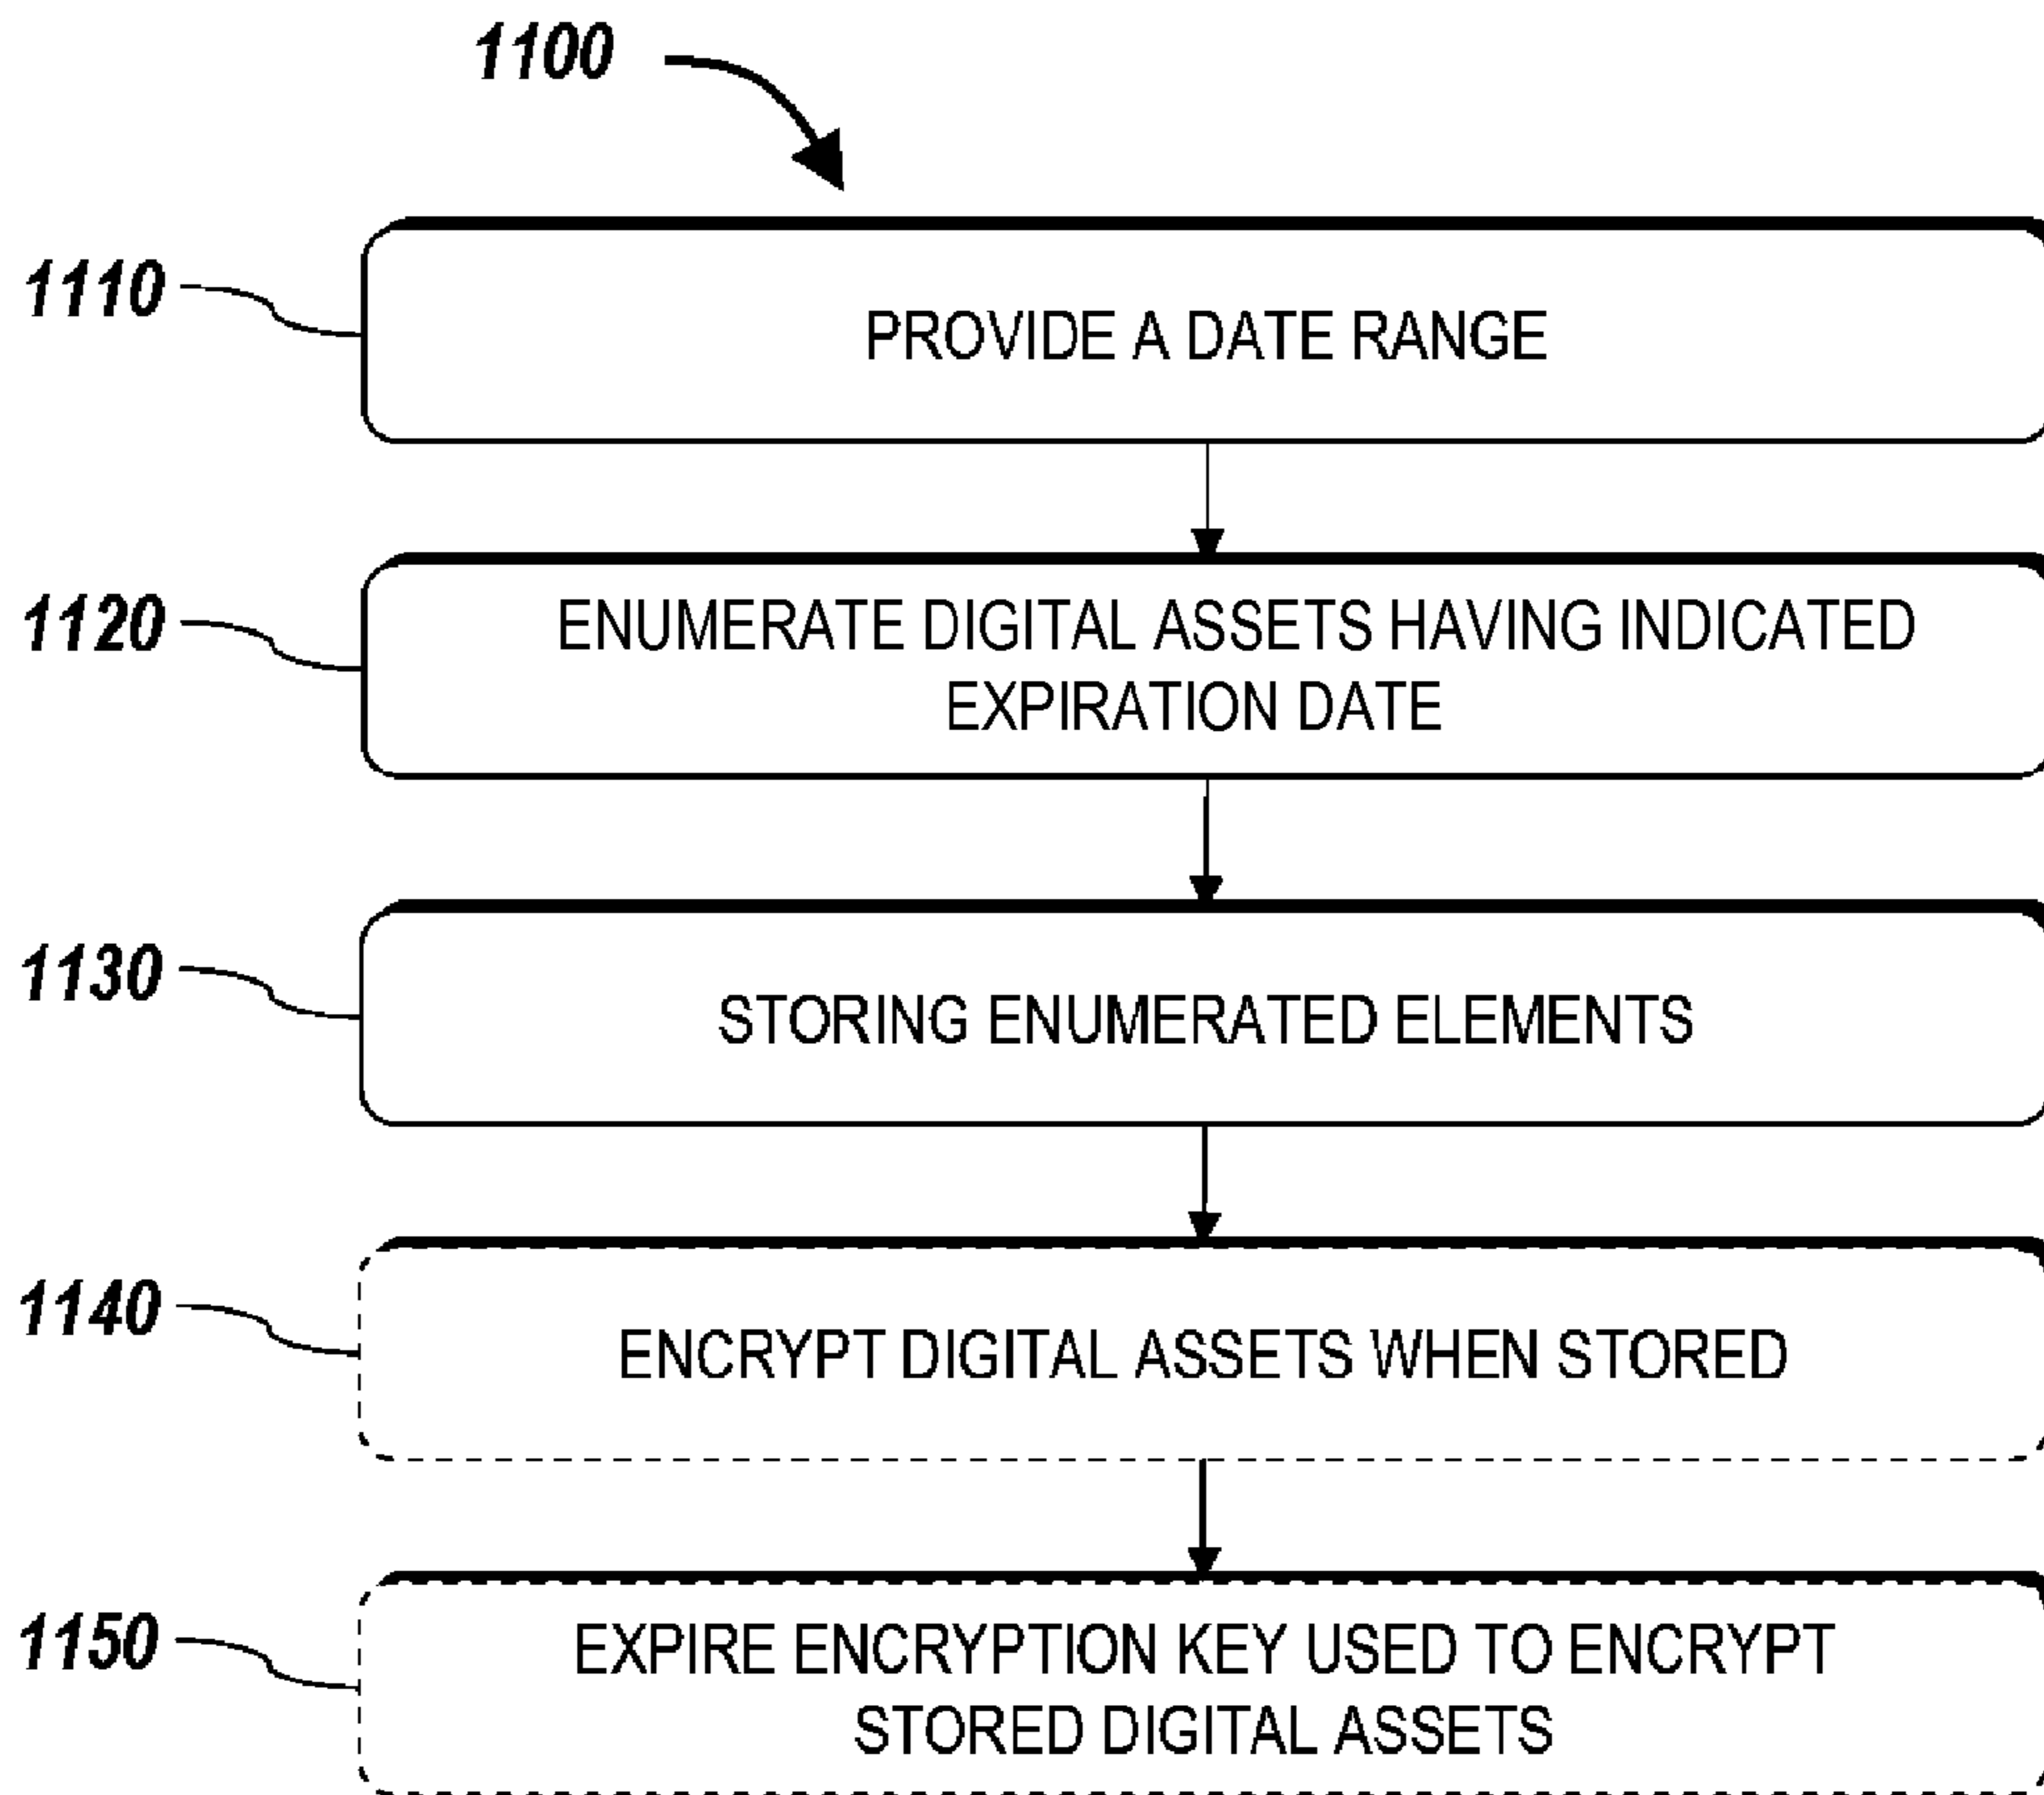 1100
1110
PROVIDE A DATE RANGE
1120
ENUMERATE DIGITAL ASSETS HAVING INDICATED
EXPIRATION DATE
1130
STORING ENUMERATED ELEMENTS
1140
ENCRYPT DIGITAL ASSETS WHEN STORED
1150
EXPIRE ENCRYPTION KEY USED TO ENCRYPT
STORED DIGITAL ASSETS